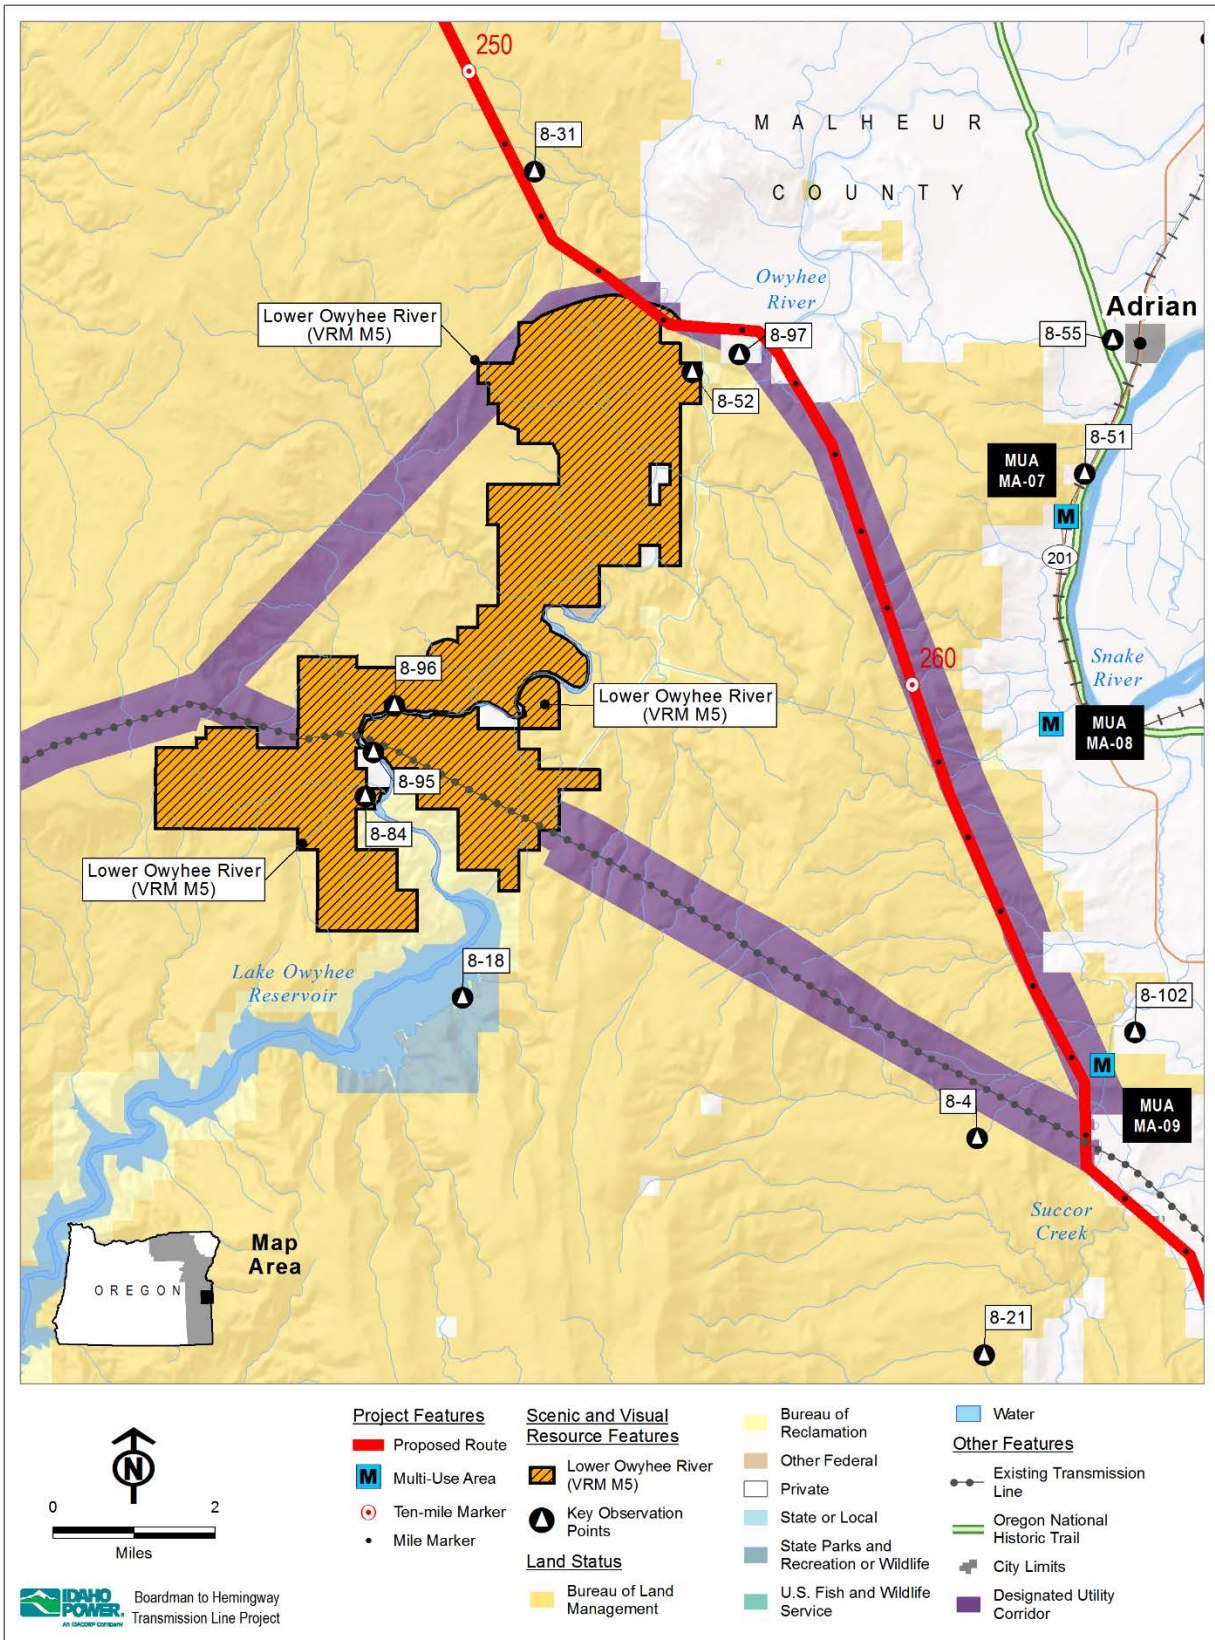 250
8-31
MALHEUR
COUNTY
Owyhee
River
Lower Owyhee River
(VRM M5)
Adrian
8-55
8-97
8-52
8-51
MUA
MA-07
M
201
260
8-96
Snake
River
Lower Owyhee River
(VRM M5)
M
MUA
MA-08
8-95
8-84
Lower Owyhee River
(VRM M5)
8-18
Lake Owyhee
Reservoir
8-102
M
8-4
MUA
MA-09
Succor
Creek
Map
Area
OREGON
8-21
N
0 2
Miles
IDAHO
POWER.
AN IDACORP COMPANY
Boardman to Hemingway
Transmission Line Project
Project Features
Proposed Route
M Multi-Use Area
Ten-mile Marker
Mile Marker
Scenic and Visual
Resource Features
Lower Owyhee River
(VRM M5)
Key Observation
Points
Land Status
Bureau of Land
Management
Bureau of
Reclamation
Other Federal
Private
State or Local
State Parks and
Recreation or Wildlife
U.S. Fish and Wildlife
Service
Water
Other Features
Existing Transmission
Line
Oregon National
Historic Trail
City Limits
Designated Utility
Corridor